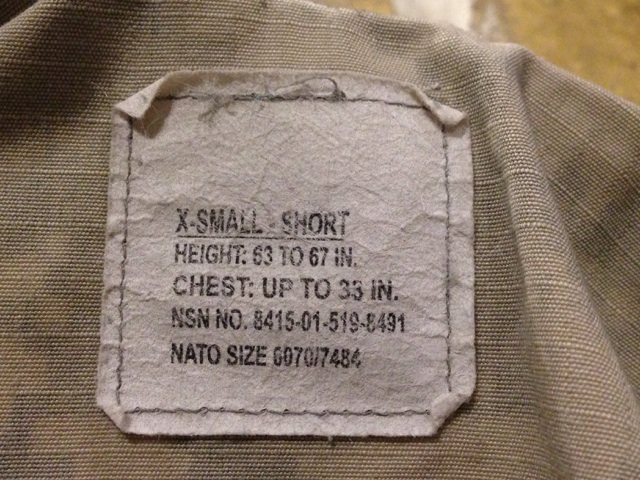 X-SMALL - SHORT
HEIGHT: 63 TO 67 IN.
CHEST: UP TO 33 IN.
NSN NO. 8415-01-519-8491
NATO SIZE 6070/7484